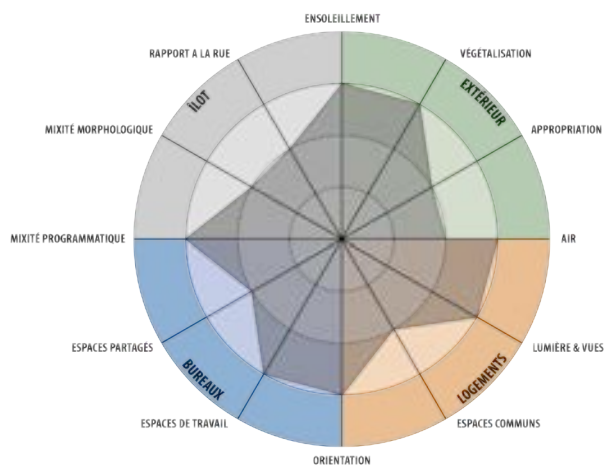 ENSOLEILLEMENT
RAPPORT A LA RUE
VÉGÉTALISATION
ÎLOT
EXTÉRIEUR
MIXITÉ MORPHOLOGIQUE
APPROPRIATION
MIXITÉ PROGRAMMATIQUE
AIR
ESPACES PARTAGÉS
LUMIÈRE & VUES
BUREAUX
LOGEMENTS
ESPACES DE TRAVAIL
ESPACES COMMUNS
ORIENTATION